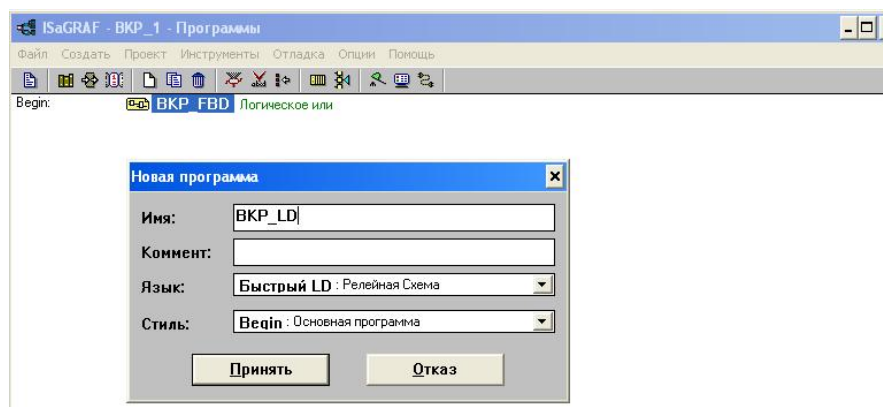 ISaGRAF - BKP_1 - Программы
Файл Создать Проект Инструменты Отладка Опции Помощь
Begin: BKP_FBD Логическое или
Новая программа
Имя: BKP_LD
Коммент:
Язык: Быстрый LD : Релейная Схема
Стиль: Begin : Основная программа
Принять Отказ